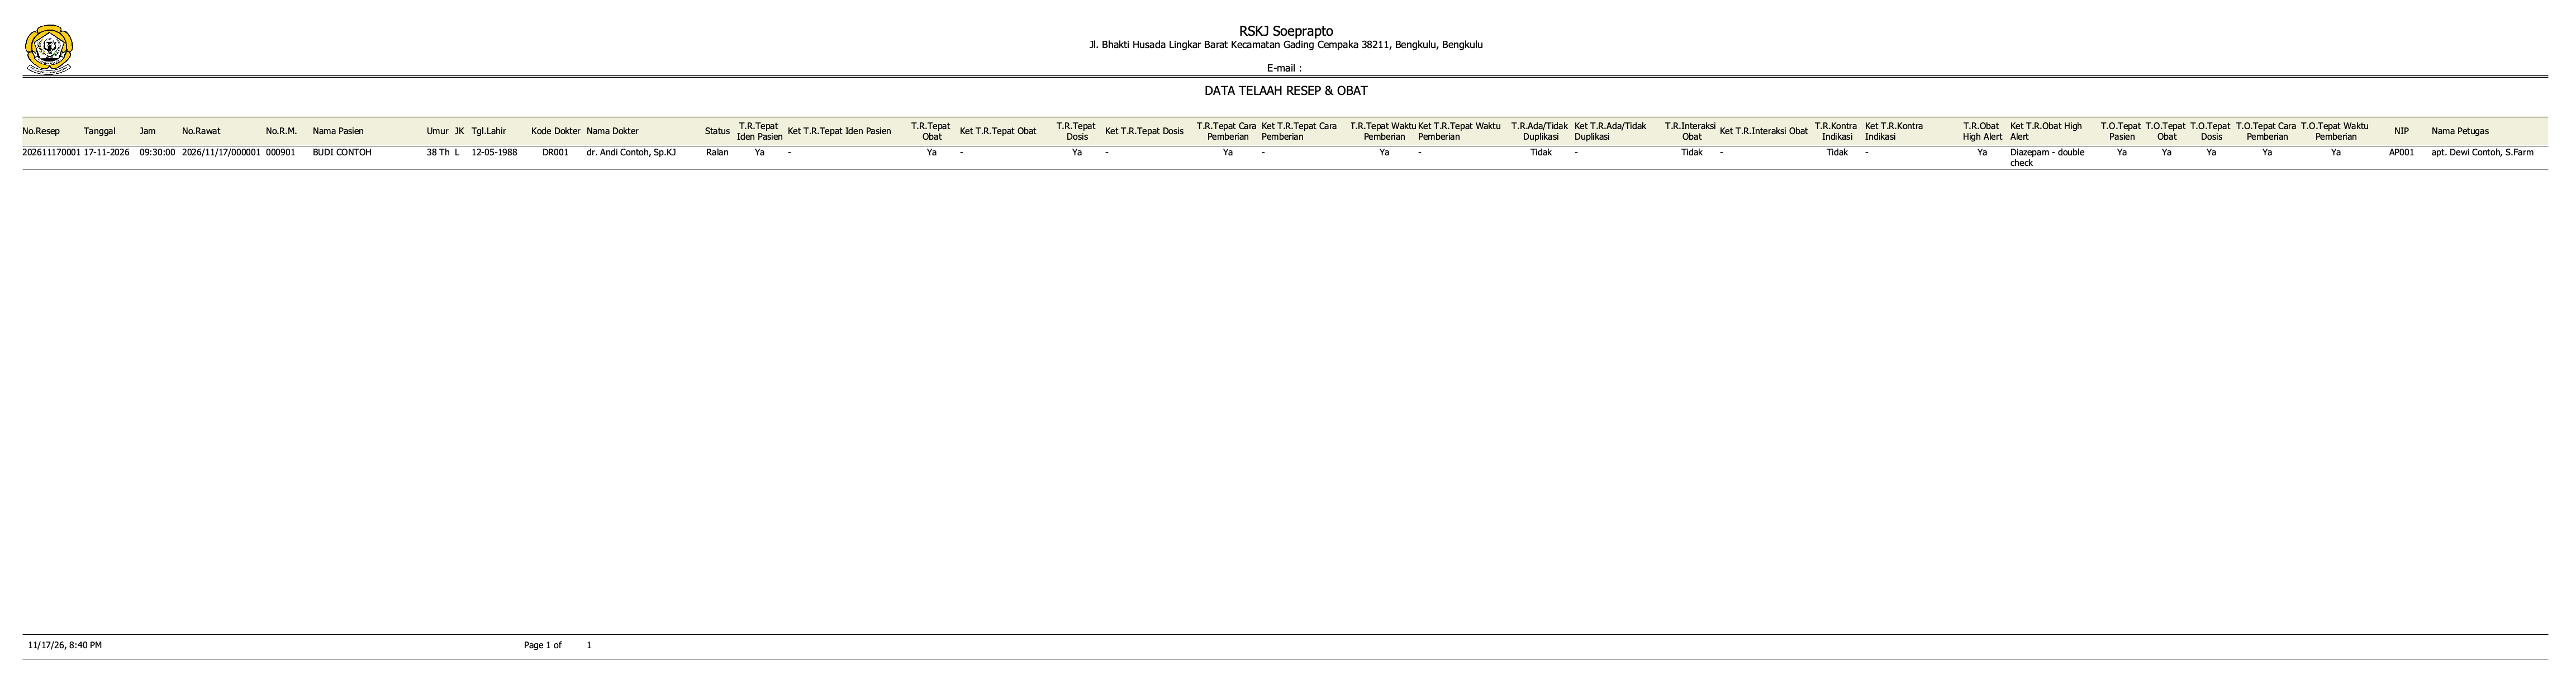 RSKJ Soeprapto
Jl. Bhakti Husada Lingkar Barat Kecamatan Gading Cempaka 38211, Bengkulu, Bengkulu
E-mail :
DATA TELAAH RESEP & OBAT
No.Resep Tanggal Jam No.Rawat No.R.M. Nama Pasien Umur JK Tgl.Lahir Kode Dokter Nama Dokter Status T.R.Tepat Iden Pasien Ket T.R.Tepat Iden Pasien T.R.Tepat Obat Ket T.R.Tepat Obat T.R.Tepat Dosis Ket T.R.Tepat Dosis T.R.Tepat Cara Pemberian Ket T.R.Tepat Cara Pemberian T.R.Tepat Waktu Pemberian Ket T.R.Tepat Waktu Pemberian T.R.Ada/Tidak Duplikasi Ket T.R.Ada/Tidak Duplikasi T.R.Interaksi Obat Ket T.R.Interaksi Obat T.R.Kontra Indikasi Ket T.R.Kontra Indikasi T.R.Obat High Alert Ket T.R.Obat High Alert T.O.Tepat Pasien T.O.Tepat Obat T.O.Tepat Dosis T.O.Tepat Cara Pemberian T.O.Tepat Waktu Pemberian NIP Nama Petugas
202611170001 17-11-2026 09:30:00 2026/11/17/000001 000901 BUDI CONTOH 38 Th L 12-05-1988 DR001 dr. Andi Contoh, Sp.KJ Ralan Ya - Ya - Ya - Ya - Ya - Tidak - Tidak - Tidak - Ya Diazepam - double check Ya Ya Ya Ya Ya AP001 apt. Dewi Contoh, S.Farm
11/17/26, 8:40 PM Page 1 of 1